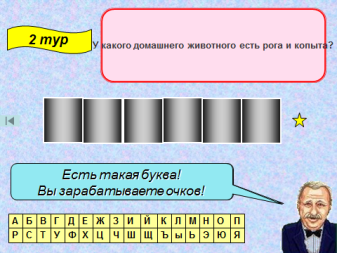 2 тур
У какого домашнего животного есть рога и копыта?
Есть такая буква!
Вы зарабатываете очков!
А Б В Г Д Е Ж З И Й К Л М Н О П
Р С Т У Ф Х Ц Ч Ш Щ Ъ ы Ь Э Ю Я